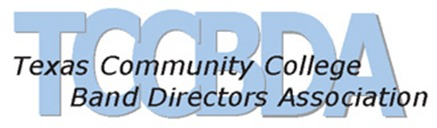 TCCBDA
Texas Community College
Band Directors Association